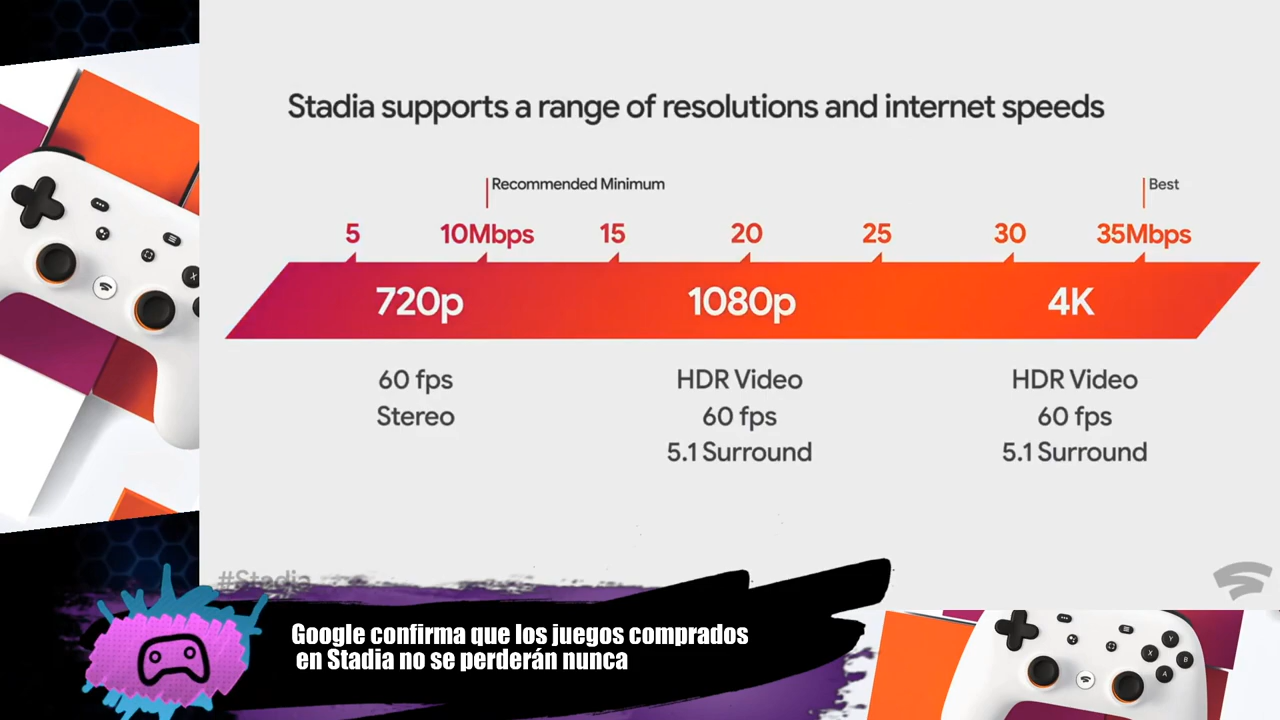 Stadia supports a range of resolutions and internet speeds
Recommended Minimum
Best
5 10Mbps 15 20 25 30 35Mbps
720p 1080p 4K
60 fps HDR Video HDR Video
Stereo 60 fps 60 fps
5.1 Surround 5.1 Surround
#Stadia
Google confirma que los juegos comprados
en Stadia no se perderán nunca
X
Y
X
B
A